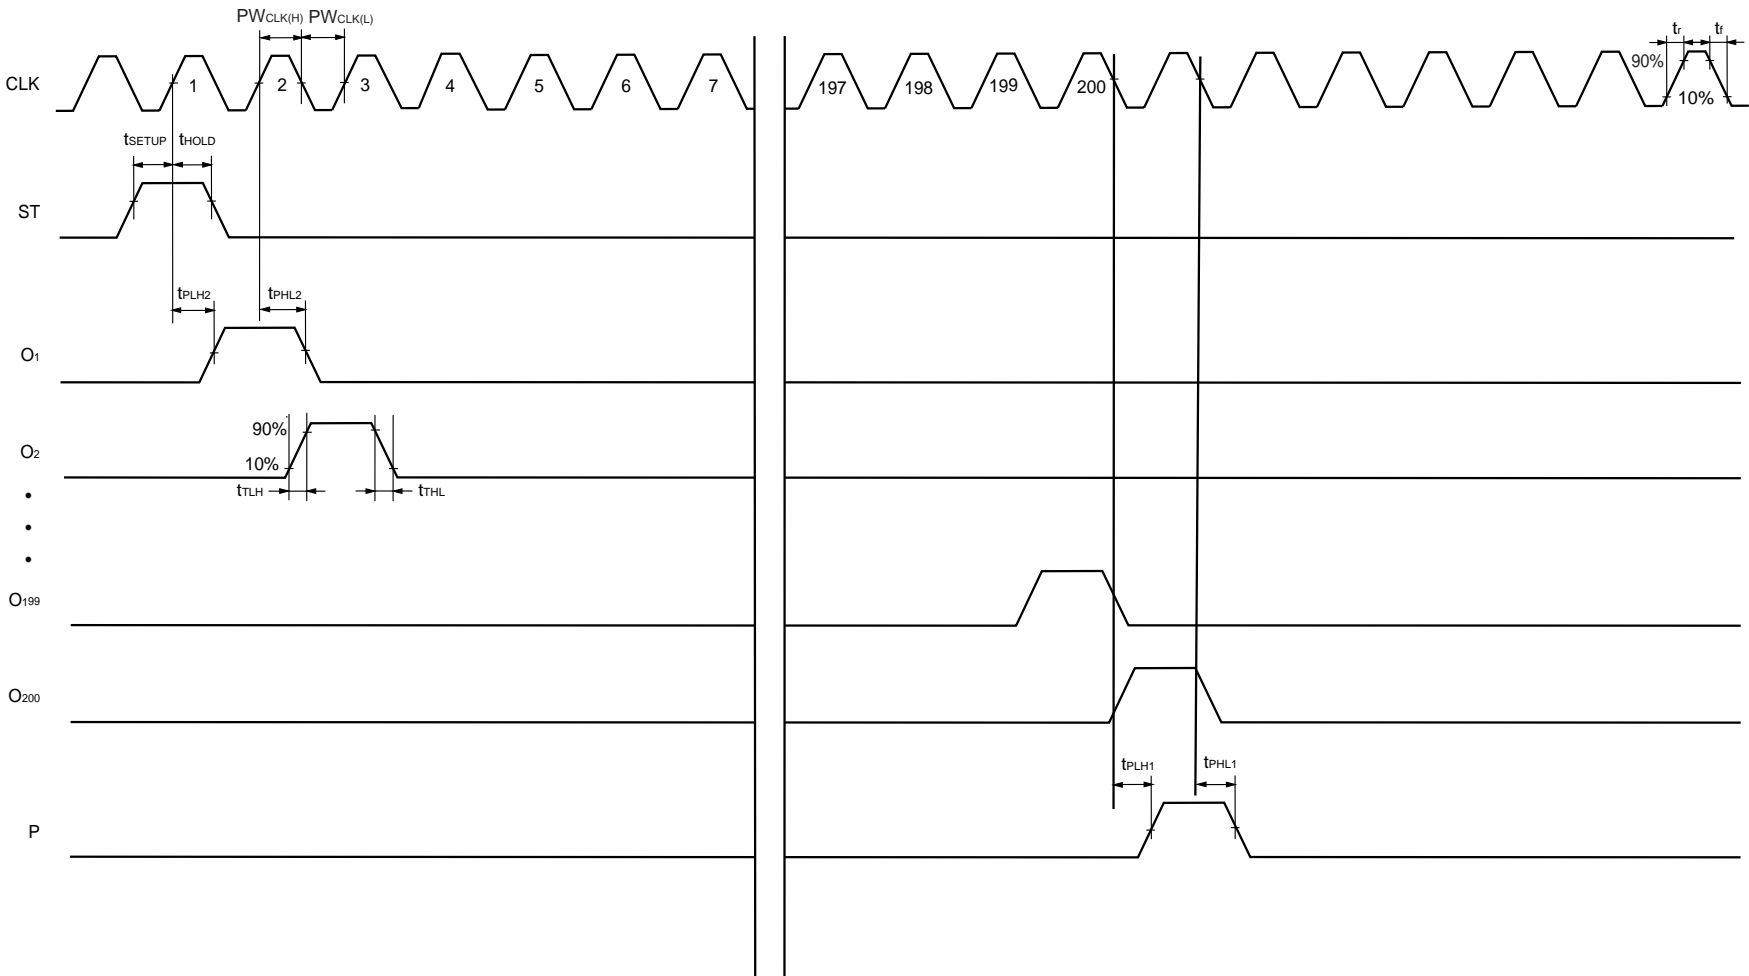 PWCLK(H) PWCLK(L)
tr tf
CLK 1 2 3 4 5 6 7 197 198 199 200 90% 10%
tSETUP tHOLD
ST
tPLH2 tPHL2
O1
90%
O2
10%
tTLH tTHL
O199
O200
tPLH1 tPHL1
P